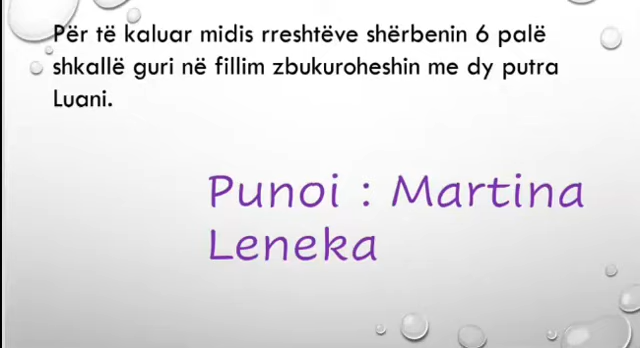 Për të kaluar midis rreshtëve shërbenin 6 palë
shkallë guri në fillim zbukuroheshin me dy putra
Luani.
Punoi : Martina
Leneka